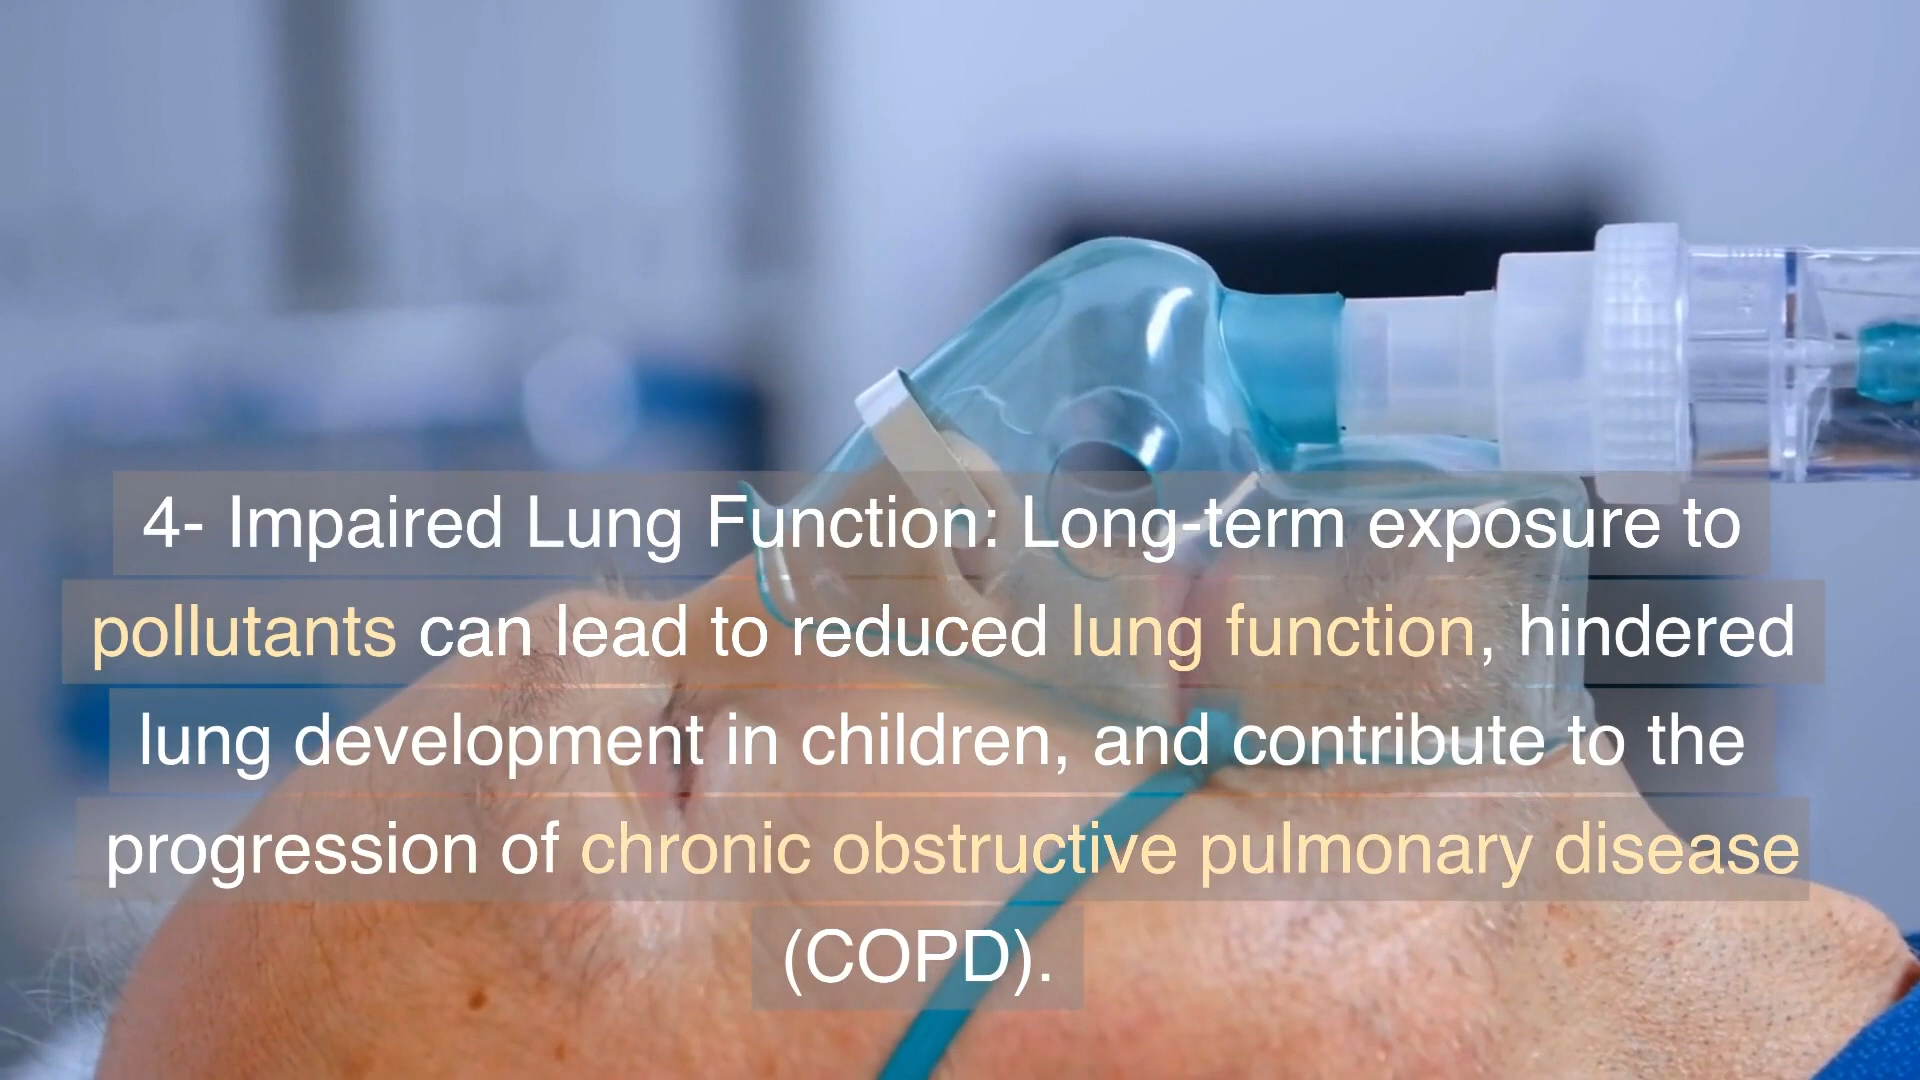 4- Impaired Lung Function: Long-term exposure to
pollutants can lead to reduced lung function, hindered
lung development in children, and contribute to the
progression of chronic obstructive pulmonary disease
(COPD).